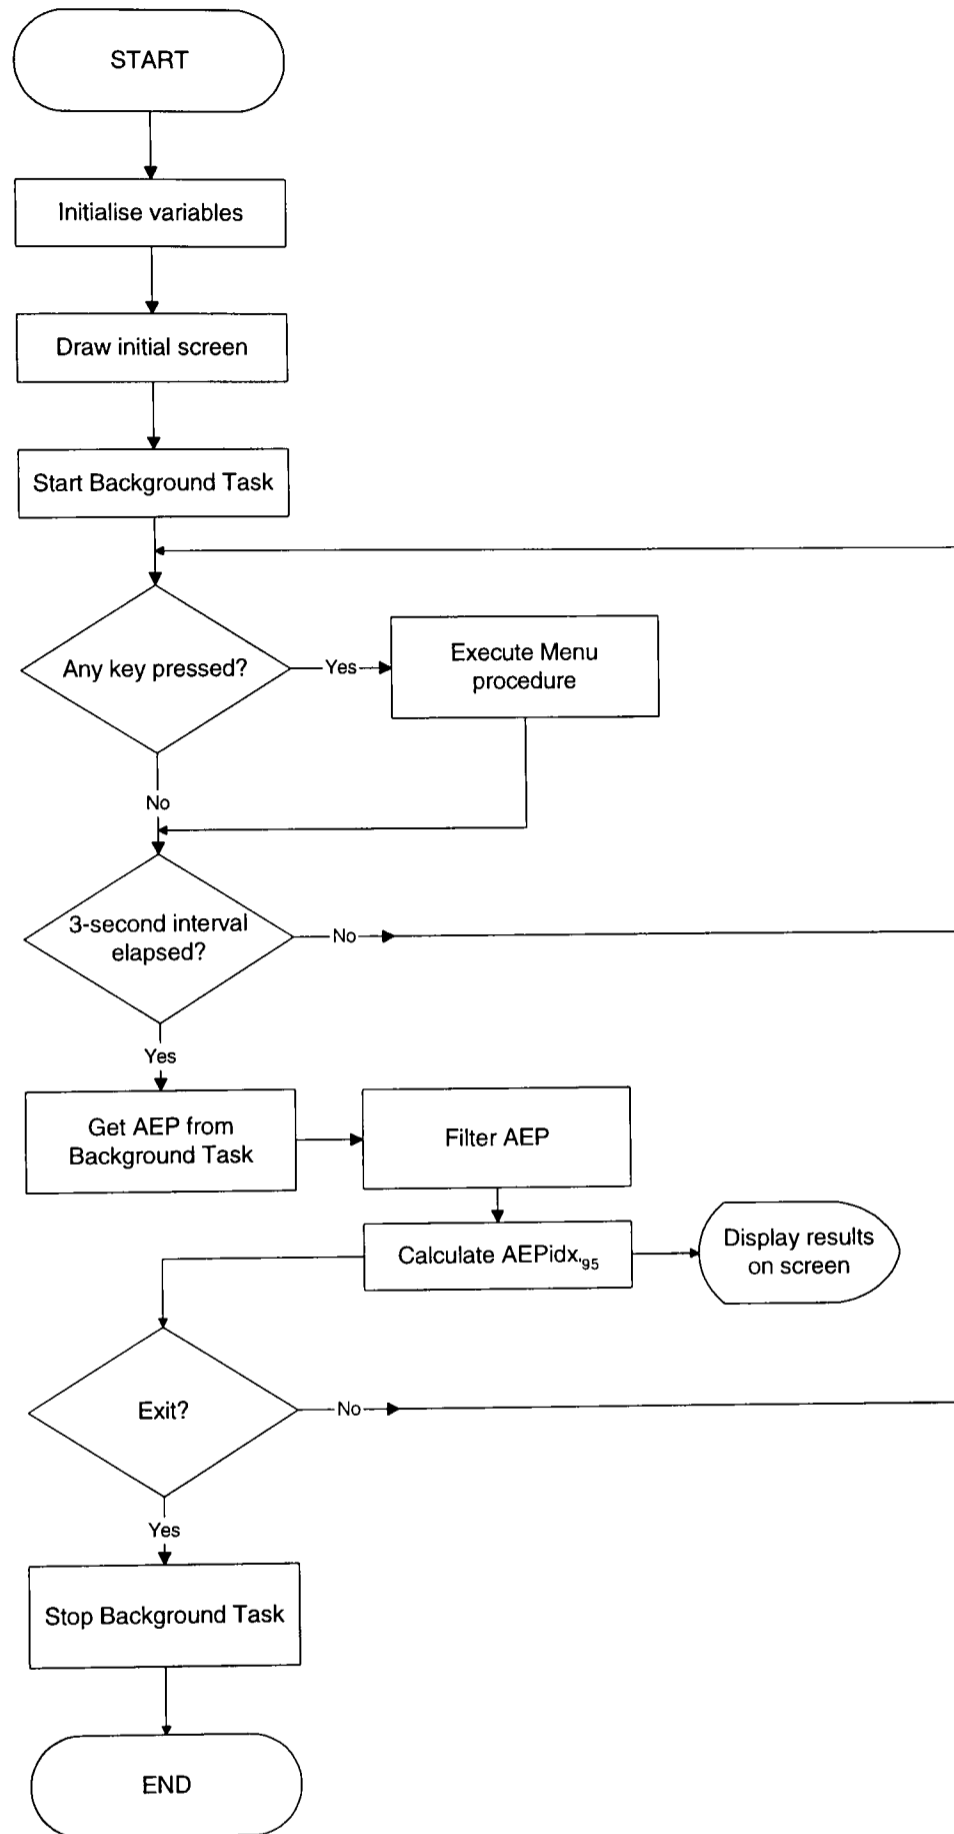 START
Initialise variables
Draw initial screen
Start Background Task
Any key pressed?
Yes
Execute Menu
procedure
No
3-second interval
elapsed?
No
Yes
Get AEP from
Background Task
Filter AEP
Calculate AEPidx.95
Display results
on screen
Exit?
No
Yes
Stop Background Task
END